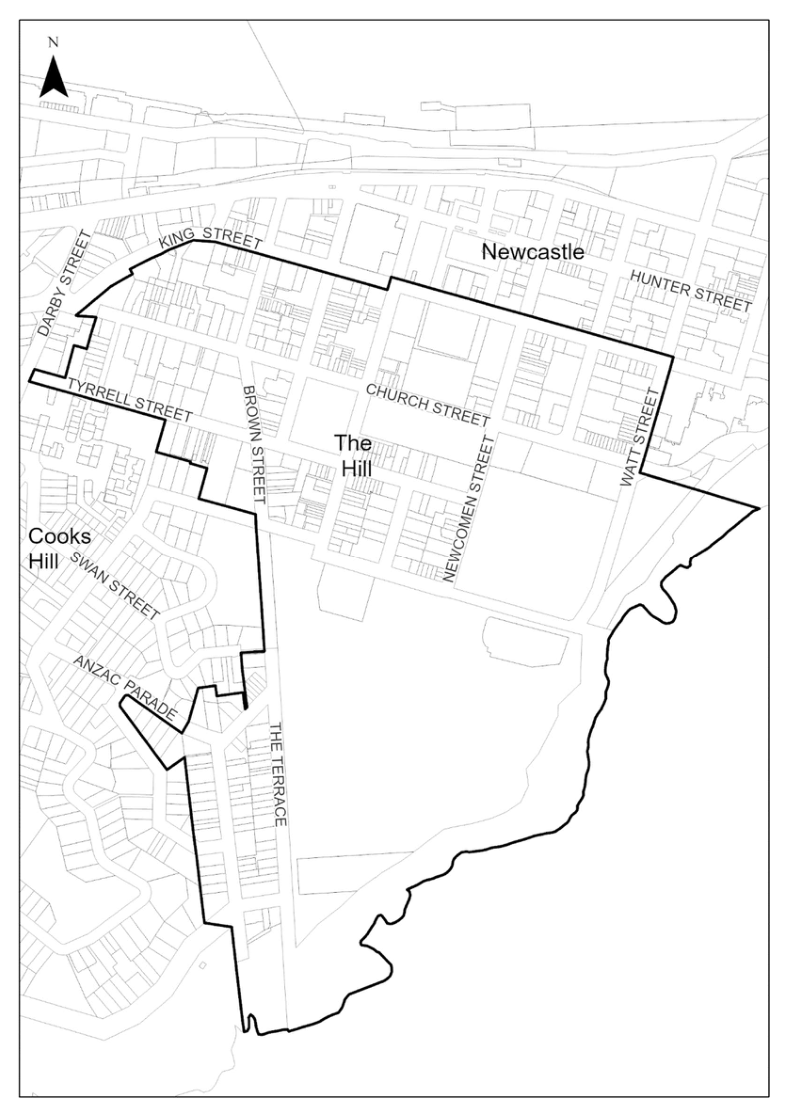 N
KING STREET
Newcastle
DARBY STREET
HUNTER STREET
TYRRELL STREET
BROWN STREET
CHURCH STREET
WATT STREET
The
Hill
NEWCOMEN STREET
Cooks
Hill
SWAN STREET
ANZAC PARADE
THE TERRACE